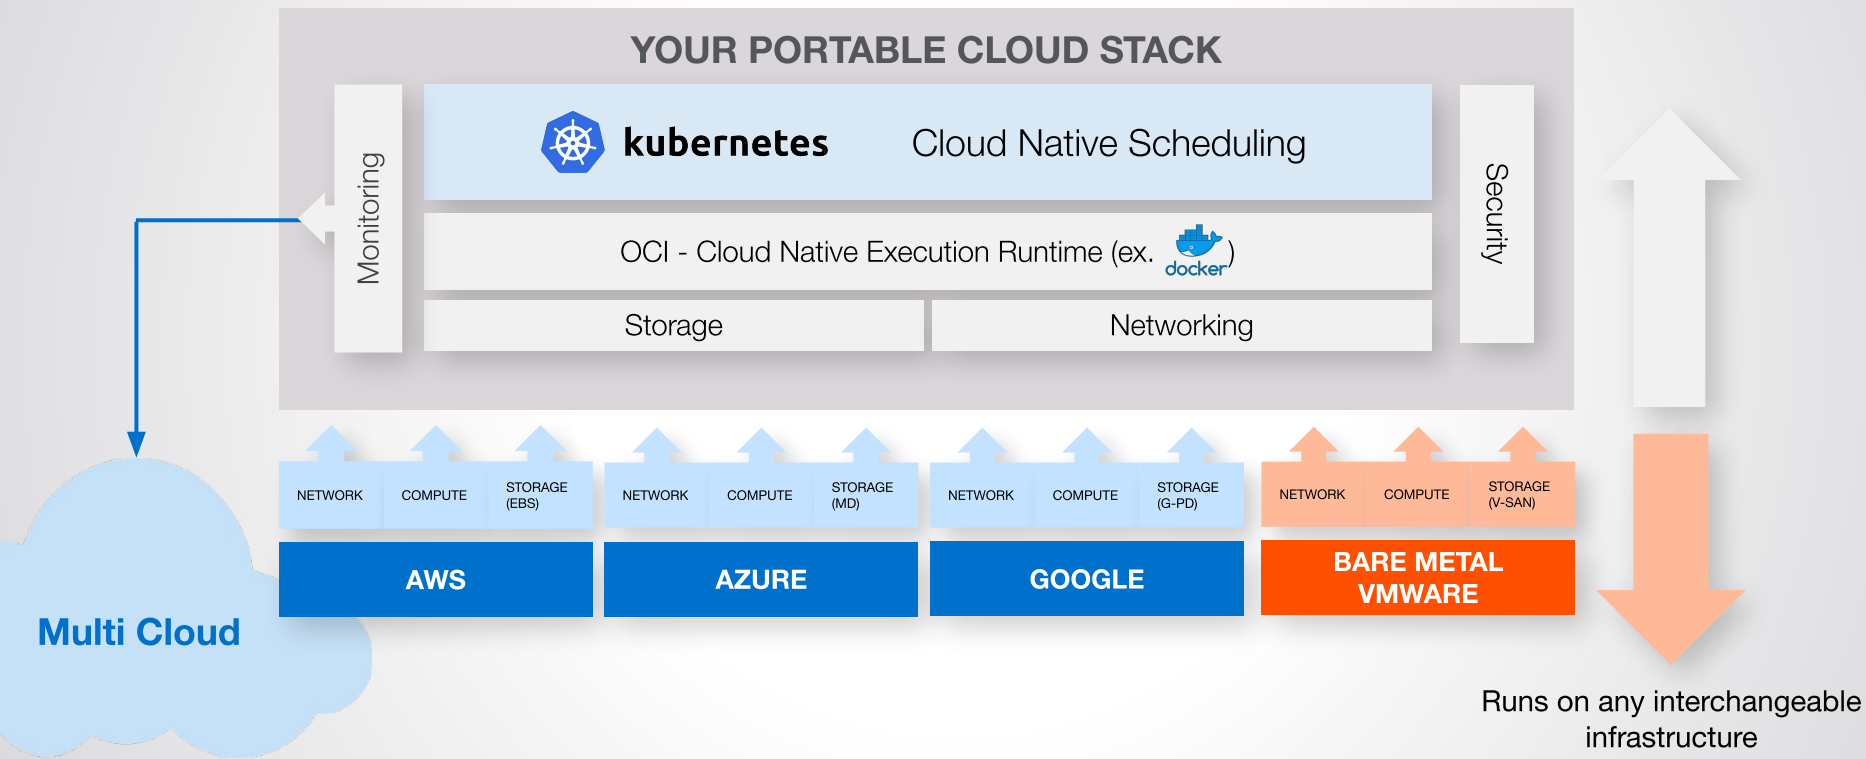 YOUR PORTABLE CLOUD STACK
Monitoring
kubernetes
Cloud Native Scheduling
Security
OCI - Cloud Native Execution Runtime (ex. docker)
Storage
Networking
NETWORK
COMPUTE
STORAGE
(EBS)
NETWORK
COMPUTE
STORAGE
(MD)
NETWORK
COMPUTE
STORAGE
(G-PD)
NETWORK
COMPUTE
STORAGE
(V-SAN)
AWS
AZURE
GOOGLE
BARE METAL
VMWARE
Multi Cloud
Runs on any interchangeable
infrastructure